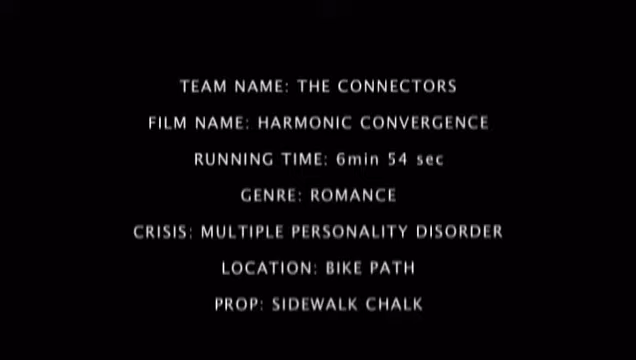 TEAM NAME: THE CONNECTORS
FILM NAME: HARMONIC CONVERGENCE
RUNNING TIME: 6min 54 sec
GENRE: ROMANCE
CRISIS: MULTIPLE PERSONALITY DISORDER
LOCATION: BIKE PATH
PROP: SIDEWALK CHALK